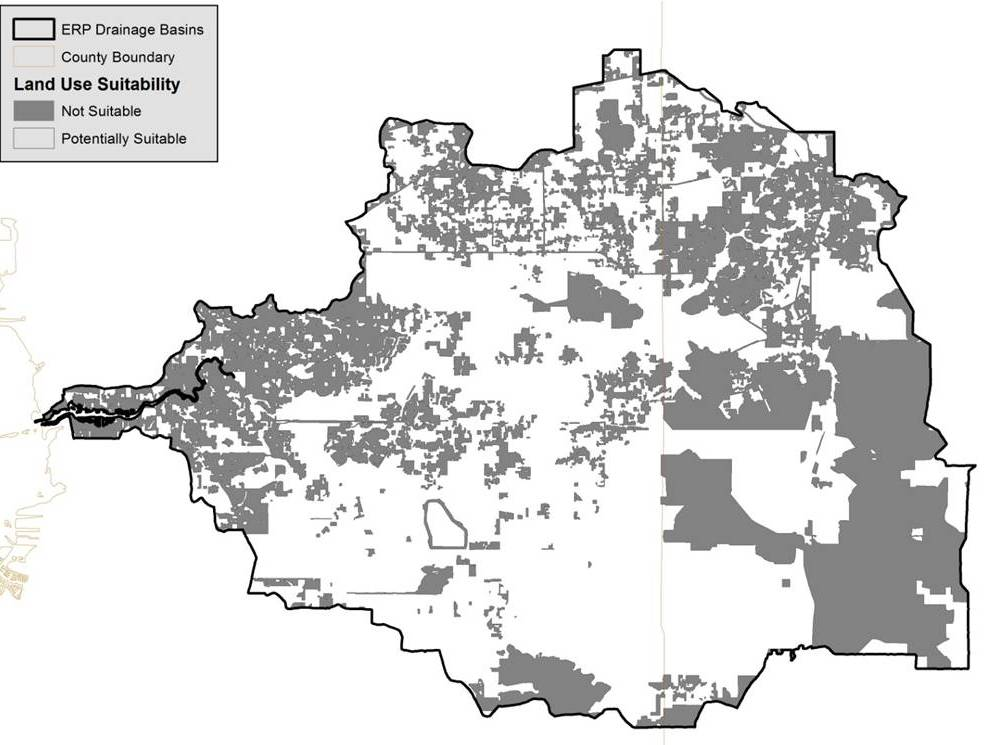 ERP Drainage Basins
County Boundary
Land Use Suitability
Not Suitable
Potentially Suitable